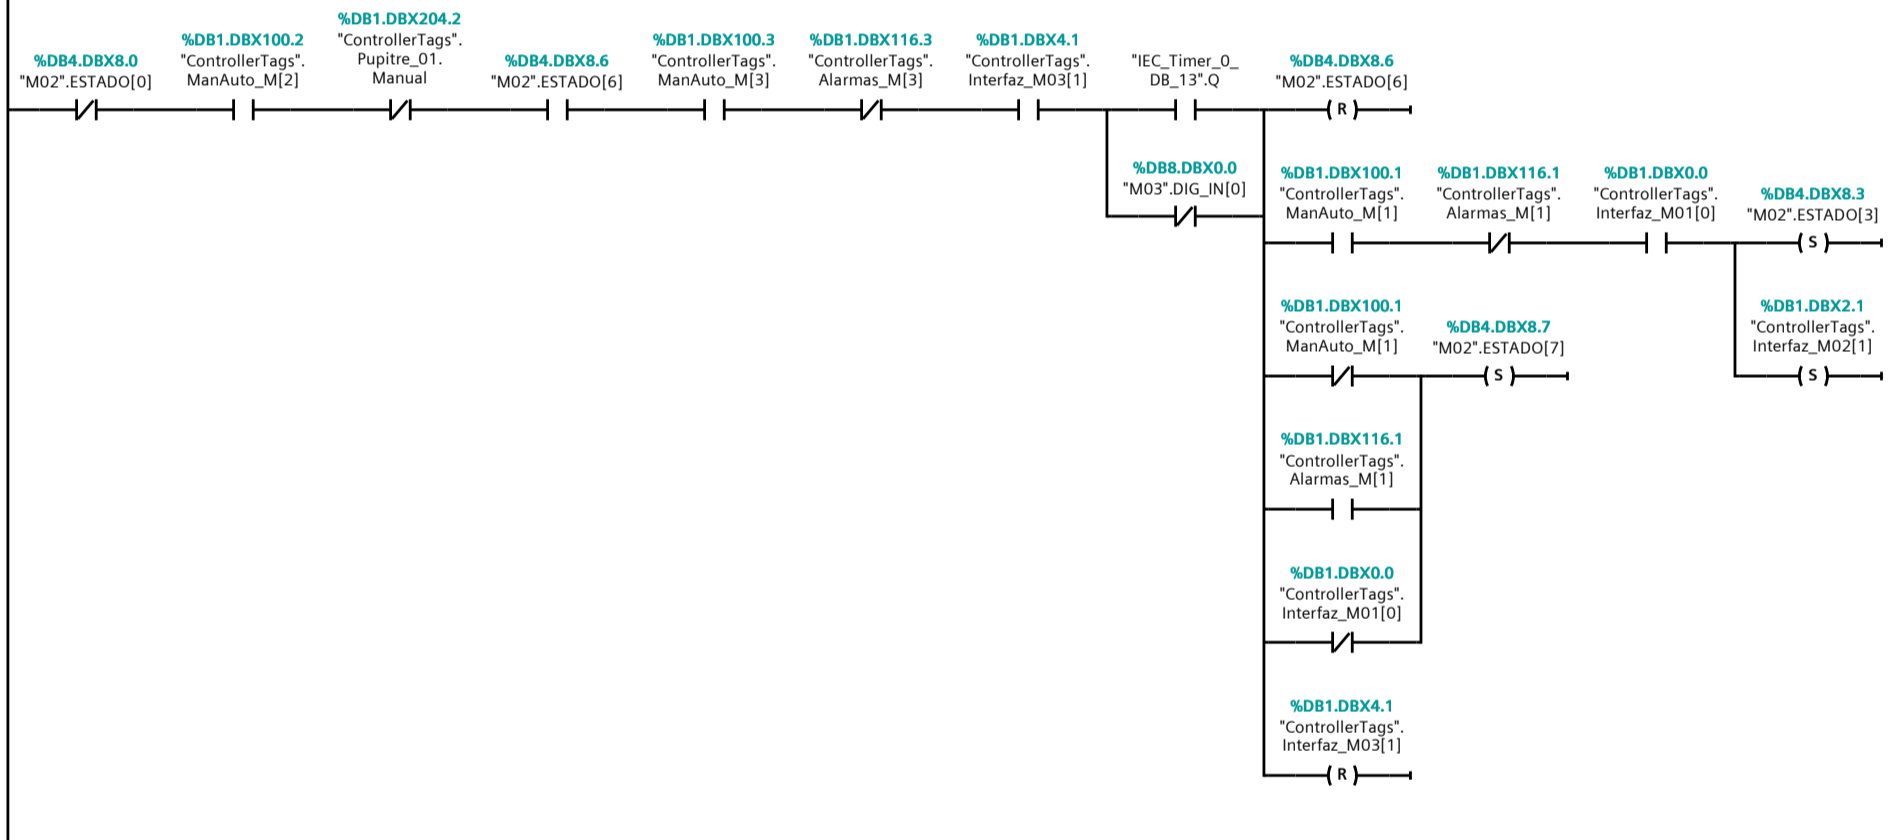 %DB4.DBX8.0
"M02".ESTADO[0]
%DB1.DBX100.2
"ControllerTags".
ManAuto_M[2]
%DB1.DBX204.2
"ControllerTags".
Pupitre_01.
Manual
%DB4.DBX8.6
"M02".ESTADO[6]
%DB1.DBX100.3
"ControllerTags".
ManAuto_M[3]
%DB1.DBX116.3
"ControllerTags".
Alarmas_M[3]
%DB1.DBX4.1
"ControllerTags".
Interfaz_M03[1]
"IEC_Timer_0_
DB_13".Q
%DB4.DBX8.6
"M02".ESTADO[6]
R
%DB8.DBX0.0
"M03".DIG_IN[0]
%DB1.DBX100.1
"ControllerTags".
ManAuto_M[1]
%DB1.DBX116.1
"ControllerTags".
Alarmas_M[1]
%DB1.DBX0.0
"ControllerTags".
Interfaz_M01[0]
%DB4.DBX8.3
"M02".ESTADO[3]
S
%DB1.DBX2.1
"ControllerTags".
Interfaz_M02[1]
S
%DB1.DBX100.1
"ControllerTags".
ManAuto_M[1]
%DB4.DBX8.7
"M02".ESTADO[7]
S
%DB1.DBX116.1
"ControllerTags".
Alarmas_M[1]
%DB1.DBX0.0
"ControllerTags".
Interfaz_M01[0]
%DB1.DBX4.1
"ControllerTags".
Interfaz_M03[1]
R